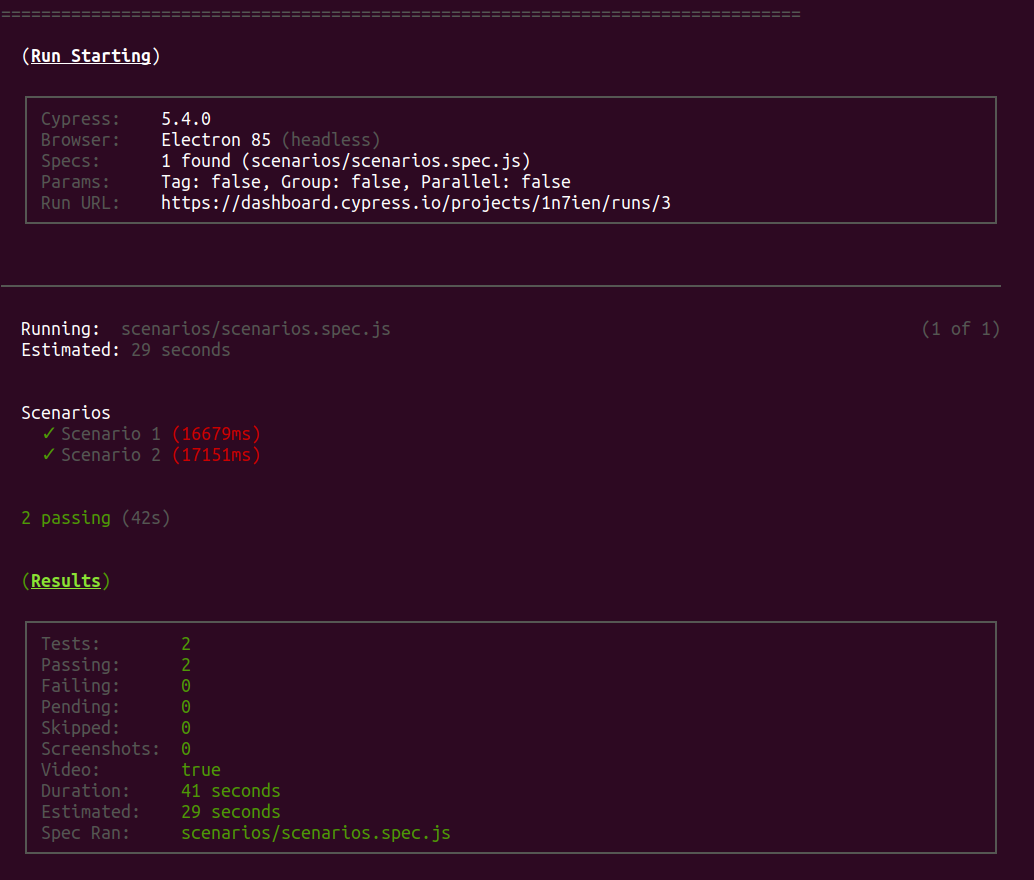 ================================================================================
(Run Starting)
Cypress: 5.4.0
Browser: Electron 85 (headless)
Specs: 1 found (scenarios/scenarios.spec.js)
Params: Tag: false, Group: false, Parallel: false
Run URL: https://dashboard.cypress.io/projects/1n7ien/runs/3
Running: scenarios/scenarios.spec.js (1 of 1)
Estimated: 29 seconds
Scenarios
✓ Scenario 1 (16679ms)
✓ Scenario 2 (17151ms)
2 passing (42s)
(Results)
Tests: 2
Passing: 2
Failing: 0
Pending: 0
Skipped: 0
Screenshots: 0
Video: true
Duration: 41 seconds
Estimated: 29 seconds
Spec Ran: scenarios/scenarios.spec.js